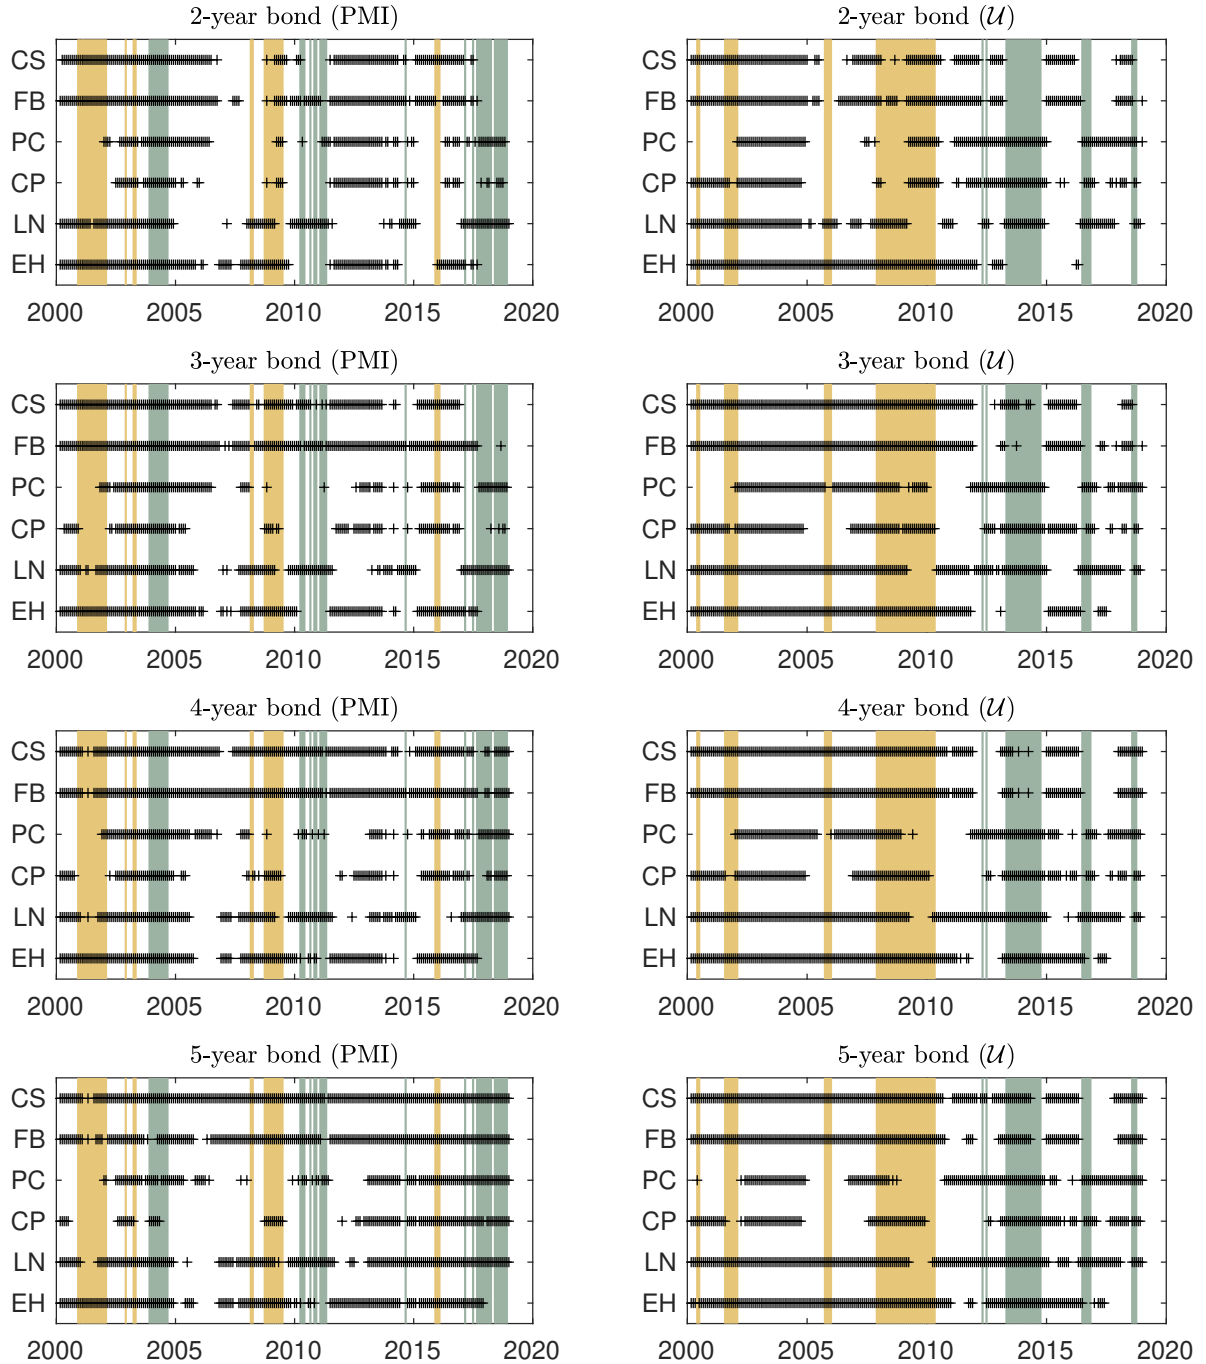 2-year bond (PMI)
CS
FB
PC
CP
LN
EH
2000 2005 2010 2015 2020
2-year bond (𝒰)
CS
FB
PC
CP
LN
EH
2000 2005 2010 2015 2020
3-year bond (PMI)
CS
FB
PC
CP
LN
EH
2000 2005 2010 2015 2020
3-year bond (𝒰)
CS
FB
PC
CP
LN
EH
2000 2005 2010 2015 2020
4-year bond (PMI)
CS
FB
PC
CP
LN
EH
2000 2005 2010 2015 2020
4-year bond (𝒰)
CS
FB
PC
CP
LN
EH
2000 2005 2010 2015 2020
5-year bond (PMI)
CS
FB
PC
CP
LN
EH
2000 2005 2010 2015 2020
5-year bond (𝒰)
CS
FB
PC
CP
LN
EH
2000 2005 2010 2015 2020